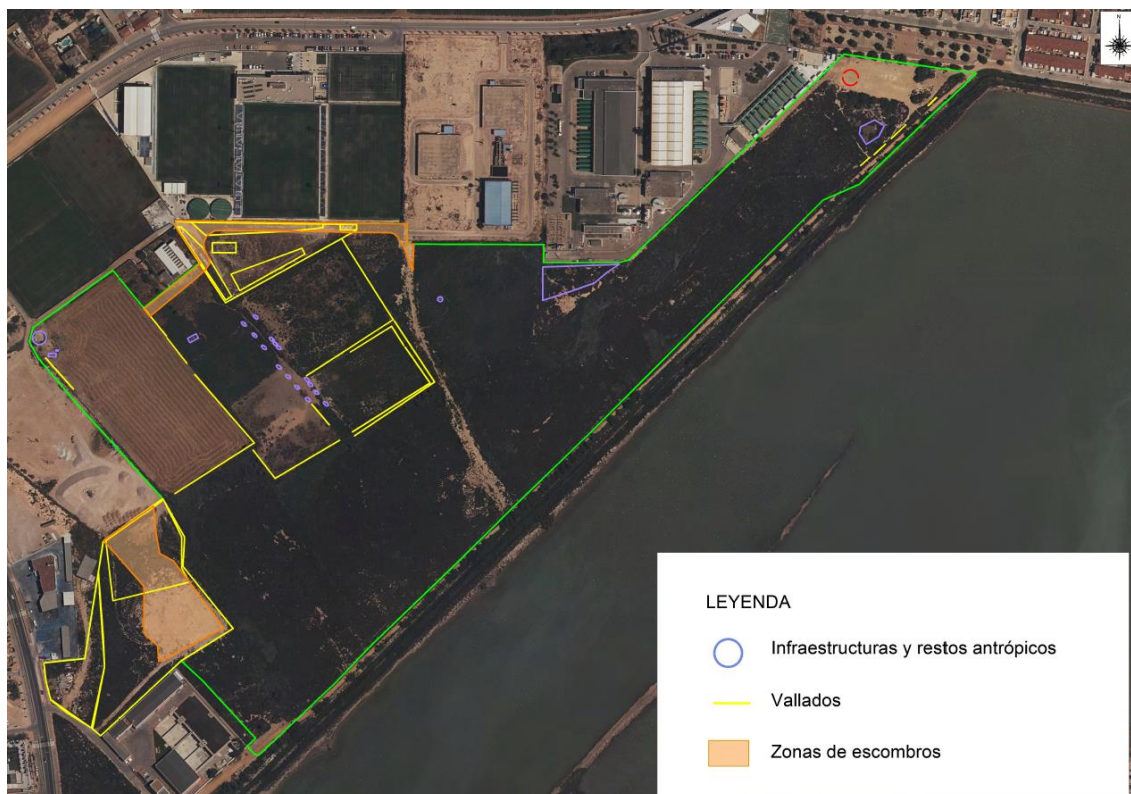 N
LEYENDA
Infraestructuras y restos antrópicos
Vallados
Zonas de escombros